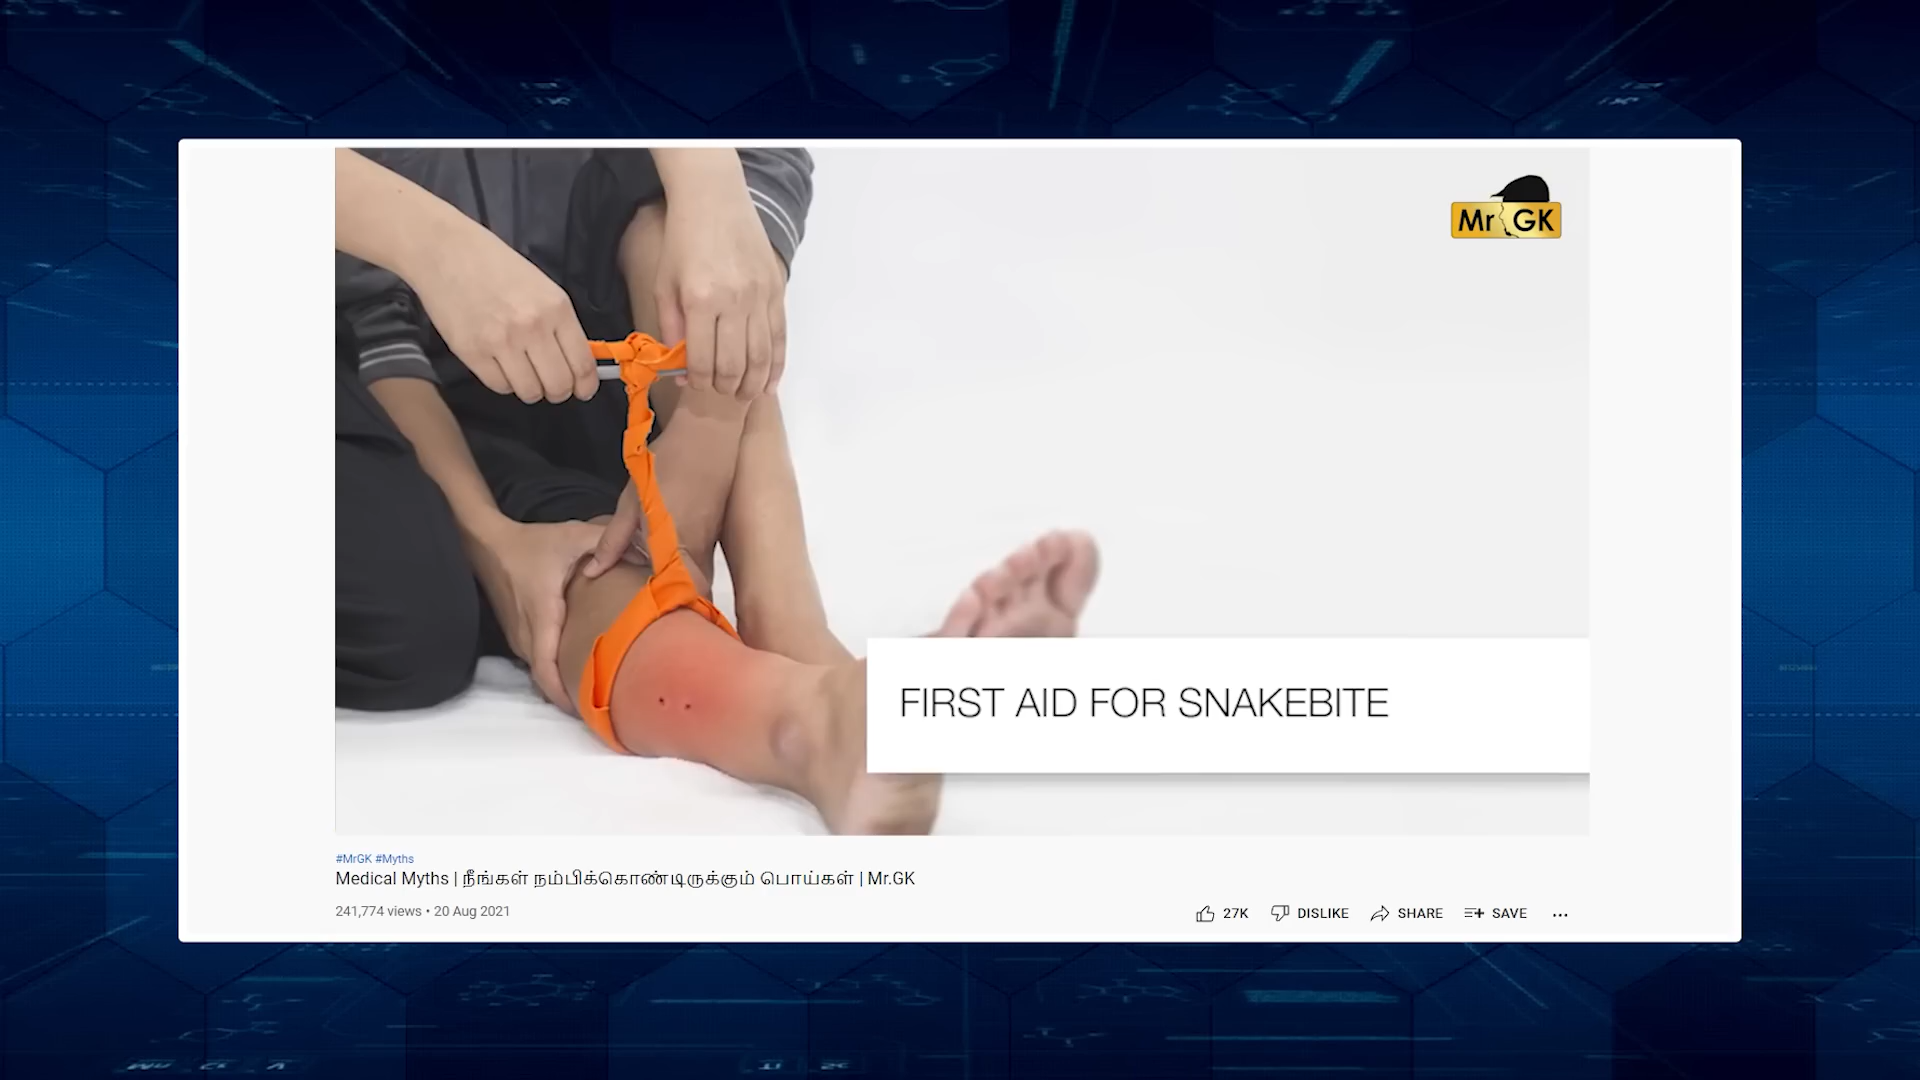 Mr GK
FIRST AID FOR SNAKEBITE
#MrGK #Myths
Medical Myths | நீங்கள் நம்பிக்கொண்டிருக்கும் பொய்கள் | Mr.GK
241,774 views • 20 Aug 2021
27K DISLIKE SHARE SAVE ...